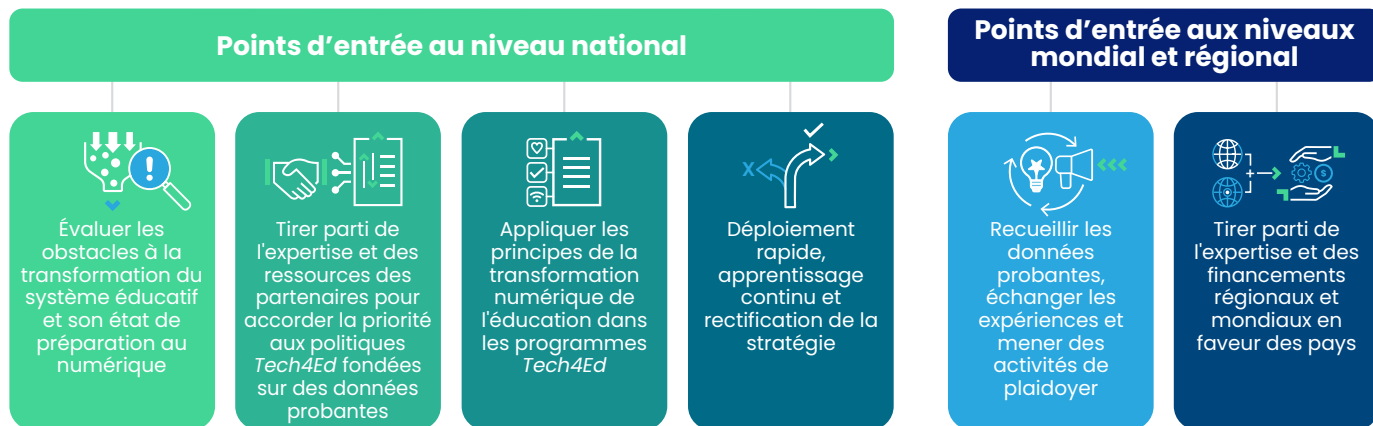 Points d’entrée au niveau national
Points d’entrée aux niveaux
mondial et régional
Évaluer les
obstacles à la
transformation du
système éducatif
et son état de
préparation au
numérique
Tirer parti de
l'expertise et des
ressources des
partenaires pour
accorder la priorité
aux politiques
Tech4Ed fondées
sur des données
probantes
Appliquer les
principes de la
transformation
numérique de
l'éducation dans
les programmes
Tech4Ed
X
Déploiement
rapide,
apprentissage
continu et
rectification de la
stratégie
Recueillir les
données
probantes,
échanger les
expériences et
mener des
activités de
plaidoyer
$
Tirer parti de
l'expertise et des
financements
régionaux et
mondiaux en
faveur des pays